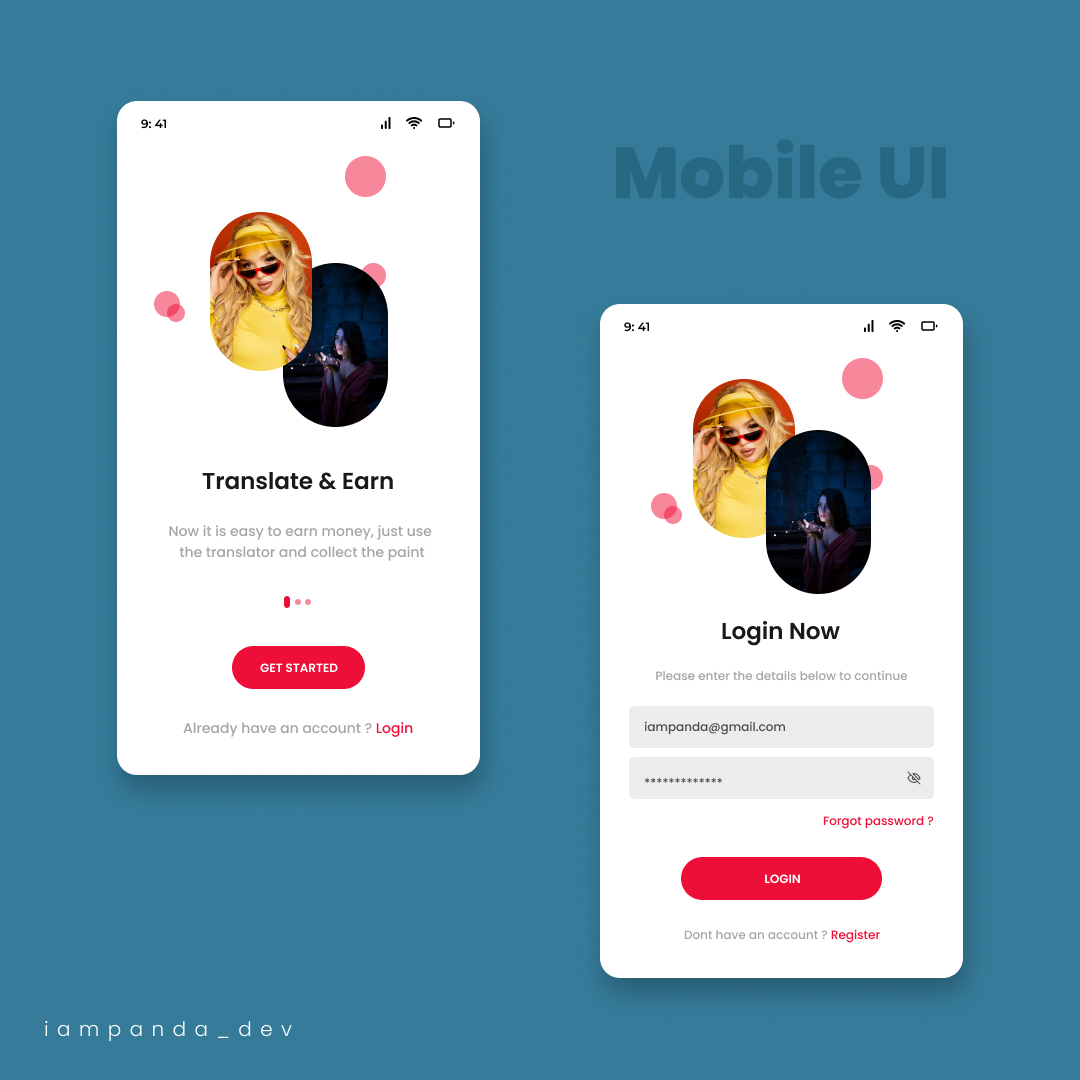 9: 41
Translate & Earn
Now it is easy to earn money, just use
the translator and collect the paint
GET STARTED
Already have an account ? Login
Mobile UI
9: 41
Login Now
Please enter the details below to continue
iampanda@gmail.com
*************
Forgot password ?
LOGIN
Dont have an account ? Register
iampanda_dev